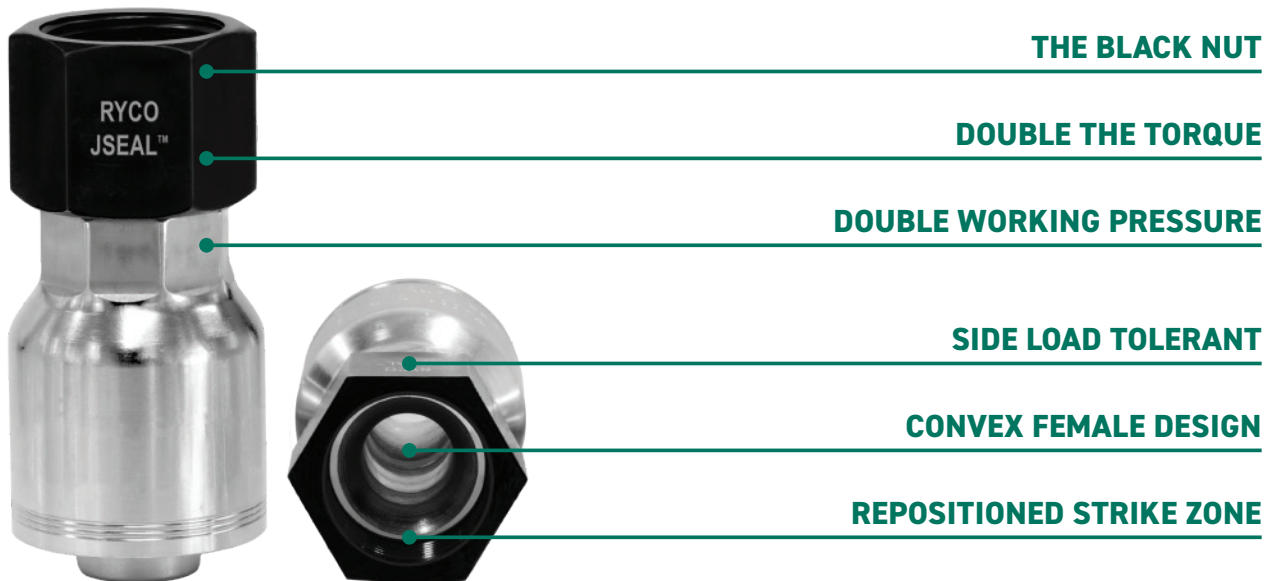 RYCO
JSEAL™
THE BLACK NUT
DOUBLE THE TORQUE
DOUBLE WORKING PRESSURE
SIDE LOAD TOLERANT
CONVEX FEMALE DESIGN
REPOSITIONED STRIKE ZONE